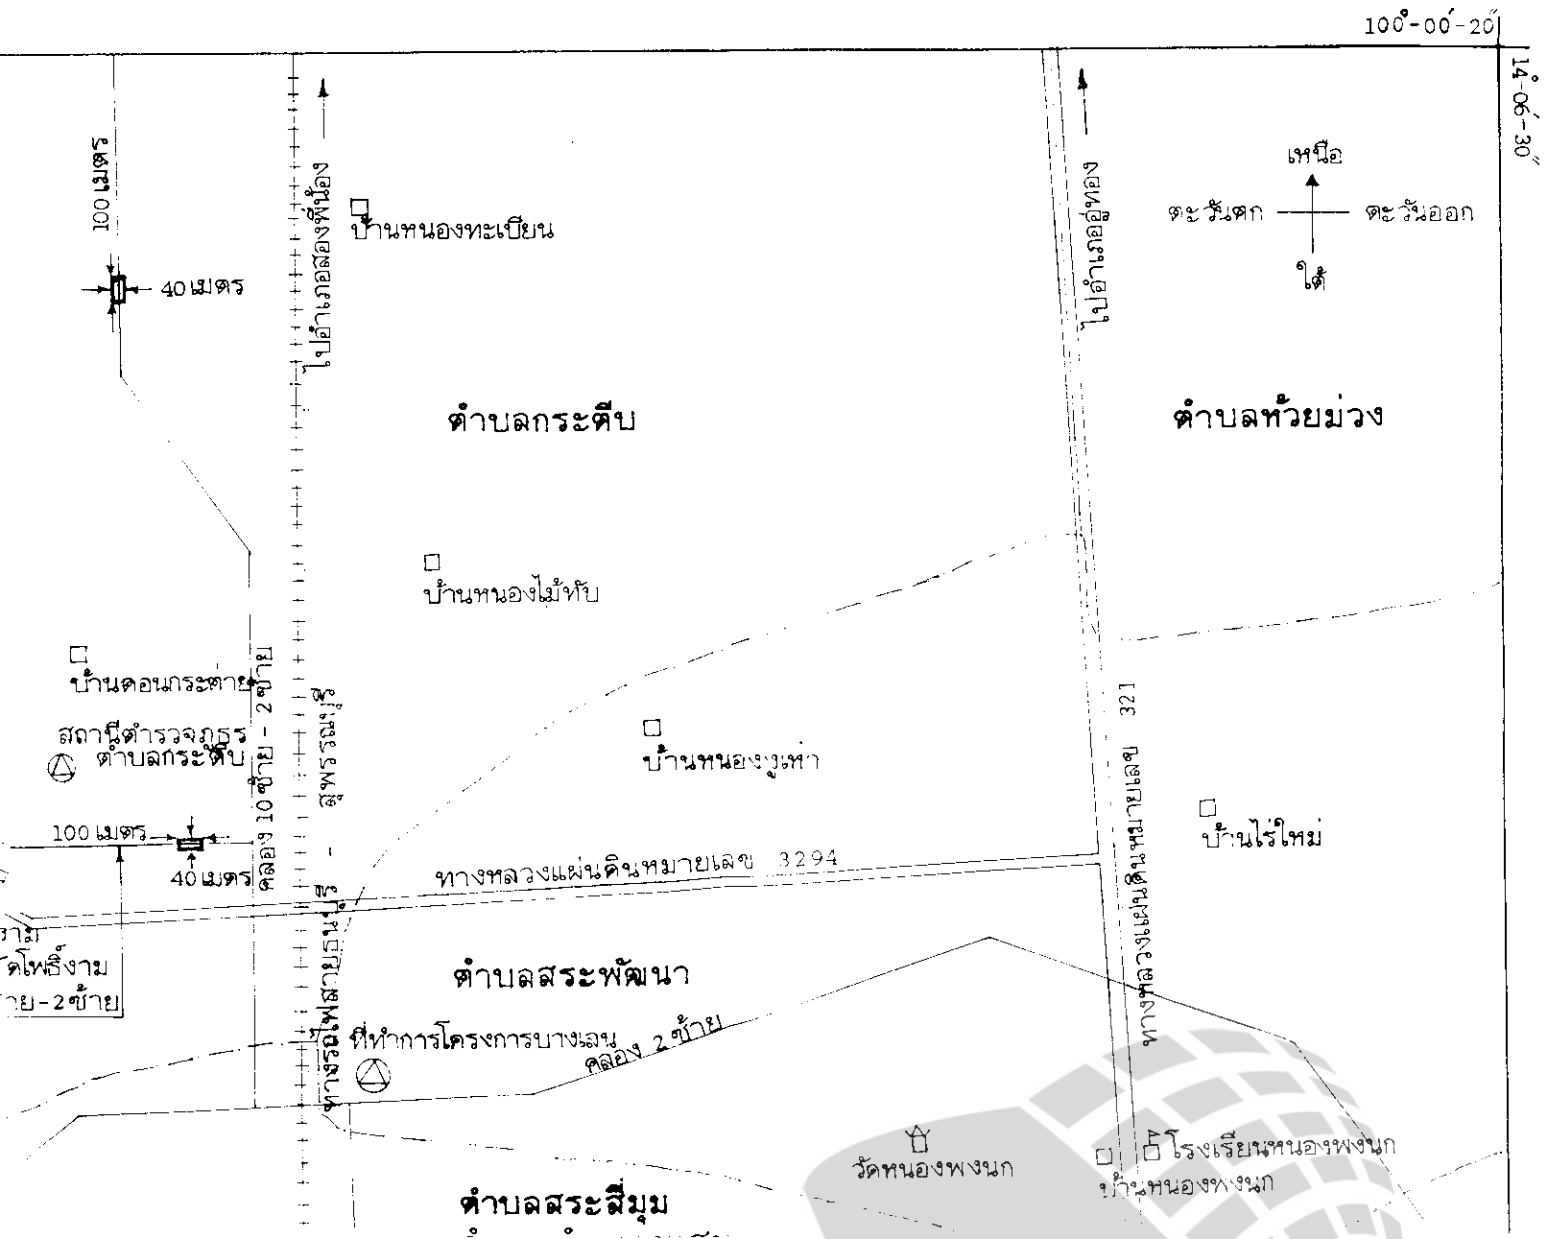 100°-00′-20″
14°-06′-30″
เหนือ
ตะวันตก
ตะวันออก
ใต้
100 เมตร
40 เมตร
ไปอำเภอสองพี่น้อง
ไปอำเภออู่ทอง
บ้านหนองทะเบียน
ตำบลกระตีบ
ตำบลห้วยม่วง
บ้านหนองไม้ทับ
บ้านดอนกระต่าย
สถานีตำรวจภูธร
ตำบลกระตีบ
บ้านหนองงูเห่า
บ้านไร่ใหม่
100 เมตร
40 เมตร
คลอง 10 ซ้าย - 2 ซ้าย
ทางรถไฟสายธนบุรี - สุพรรณบุรี
ทางหลวงแผ่นดินหมายเลข 3294
ทางหลวงแผ่นดินหมายเลข 321
โพธิ์งาม
-2 ซ้าย
ตำบลสระพัฒนา
ที่ทำการโครงการบางเลน
คลอง 2 ซ้าย
วัดหนองพงนก
โรงเรียนหนองพงนก
บ้านหนองพงนก
ตำบลสระสี่มุม